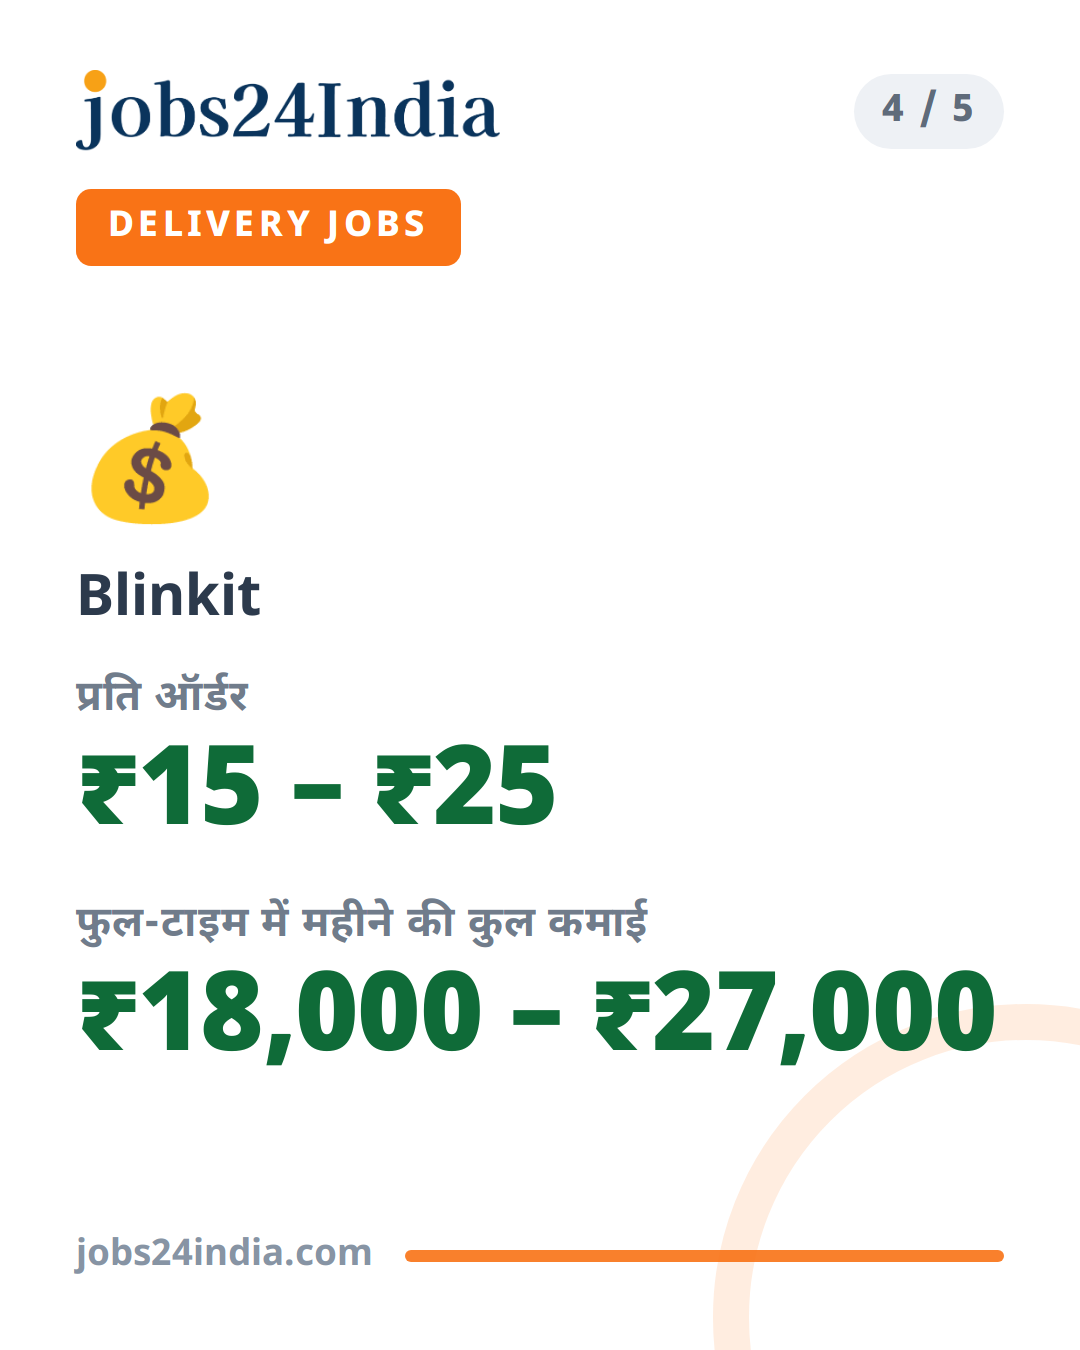 jobs24India
4 / 5
DELIVERY JOBS
$
Blinkit
प्रति ऑर्डर
₹15 – ₹25
फुल-टाइम में महीने की कुल कमाई
₹18,000 – ₹27,000
jobs24india.com